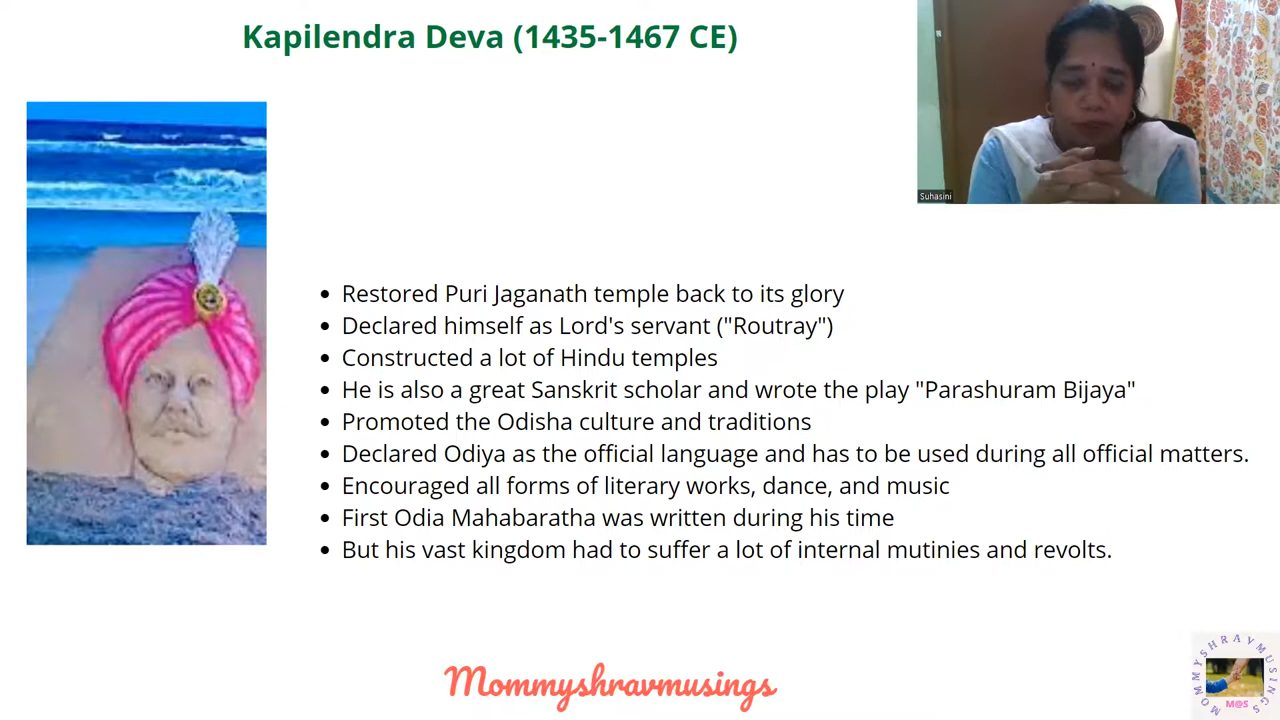 Kapilendra Deva (1435-1467 CE)
Suhasini
• Restored Puri Jaganath temple back to its glory
• Declared himself as Lord's servant ("Routray")
• Constructed a lot of Hindu temples
• He is also a great Sanskrit scholar and wrote the play "Parashuram Bijaya"
• Promoted the Odisha culture and traditions
• Declared Odiya as the official language and has to be used during all official matters.
• Encouraged all forms of literary works, dance, and music
• First Odia Mahabaratha was written during his time
• But his vast kingdom had to suffer a lot of internal mutinies and revolts.
Mommyshravmusings
MOMMYSHRAVMUSINGS
M@S